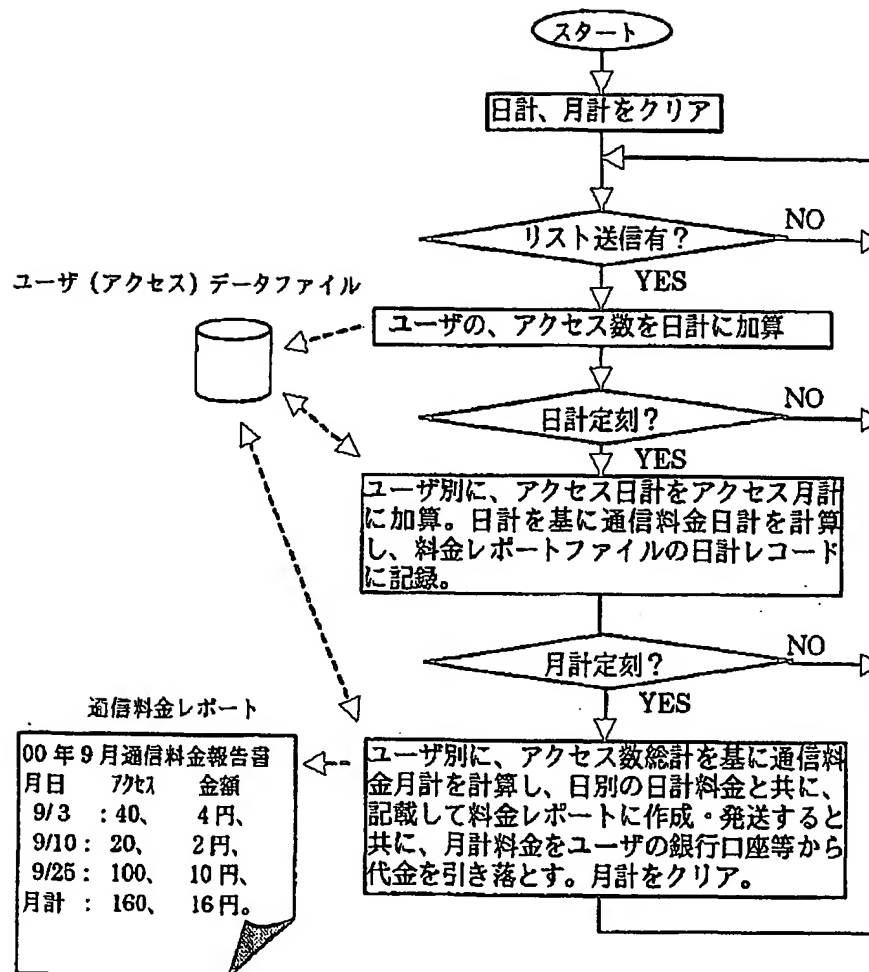 スタート
日計、月計をクリア
リスト送信有？
NO
YES
ユーザ（アクセス）データファイル
ユーザの、アクセス数を日計に加算
日計定刻？
NO
YES
ユーザ別に、アクセス日計をアクセス月計
に加算。日計を基に通信料金日計を計算
し、料金レポートファイルの日計レコード
に記録。
月計定刻？
NO
YES
通信料金レポート
00年9月通信料金報告書
月日 アクセス 金額
9/3 ：40、 4円、
9/10： 20、 2円、
9/25： 100、 10円、
月計 ： 160、 16円。
ユーザ別に、アクセス数総計を基に通信料
金月計を計算し、日別の日計料金と共に、
記載して料金レポートに作成・発送すると
共に、月計料金をユーザの銀行口座等から
代金を引き落とす。月計をクリア。